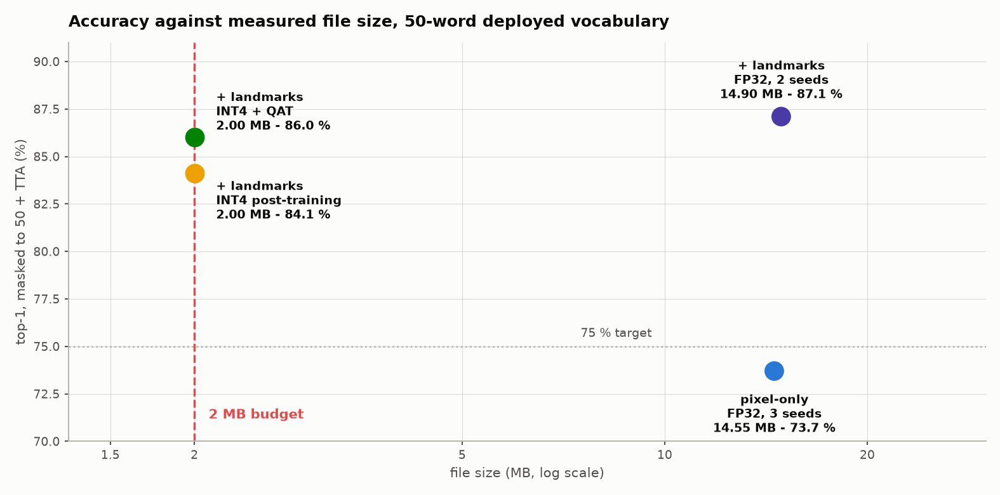 Accuracy against measured file size, 50-word deployed vocabulary
top-1, masked to 50 + TTA (%)
90.0
87.5
85.0
82.5
80.0
77.5
75.0
72.5
70.0
+ landmarks
INT4 + QAT
2.00 MB - 86.0 %
+ landmarks
INT4 post-training
2.00 MB - 84.1 %
+ landmarks
FP32, 2 seeds
14.90 MB - 87.1 %
75 % target
pixel-only
FP32, 3 seeds
14.55 MB - 73.7 %
2 MB budget
1.5
2
5
10
20
file size (MB, log scale)